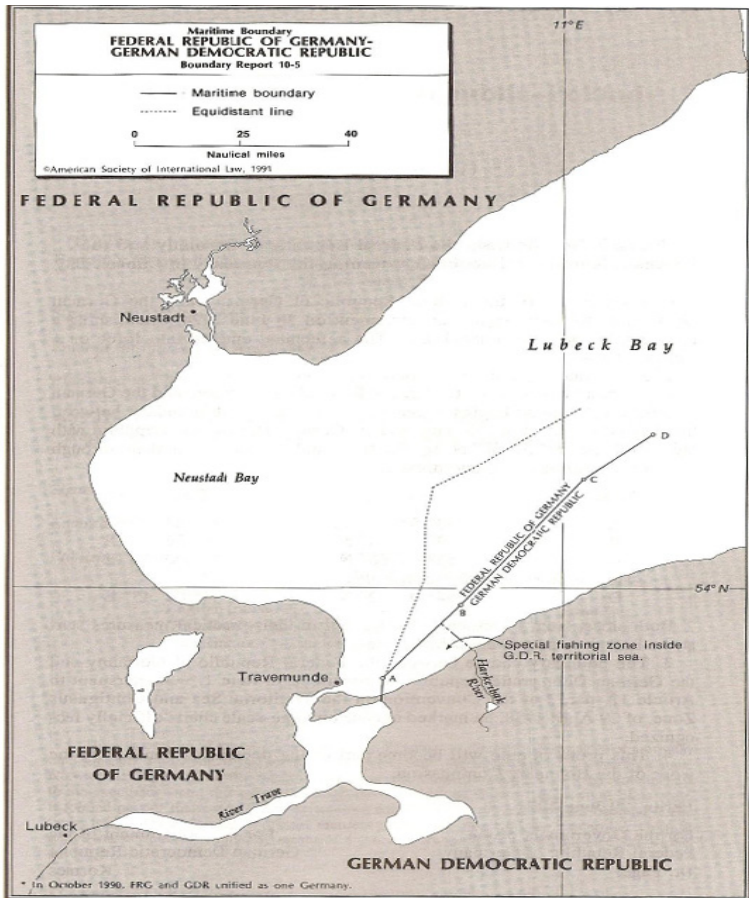 Maritime Boundary
FEDERAL REPUBLIC OF GERMANY-
GERMAN DEMOCRATIC REPUBLIC
Boundary Report 10-5
Maritime boundary
Equidistant line
0 25 40
Naulical miles
©American Society of International Law, 1991
11°E
FEDERAL REPUBLIC OF GERMANY
Neustadt
Lubeck Bay
Neustadt Bay
D
C
FEDERAL REPUBLIC OF GERMANY
GERMAN DEMOCRATIC REPUBLIC
54°N
B
Special fishing zone inside
G.D.R. territorial sea.
Harkenbak
River
A
Travemunde
FEDERAL REPUBLIC
OF GERMANY
River Trave
Lubeck
GERMAN DEMOCRATIC REPUBLIC
* In October 1990, FRG and GDR unified as one Germany.